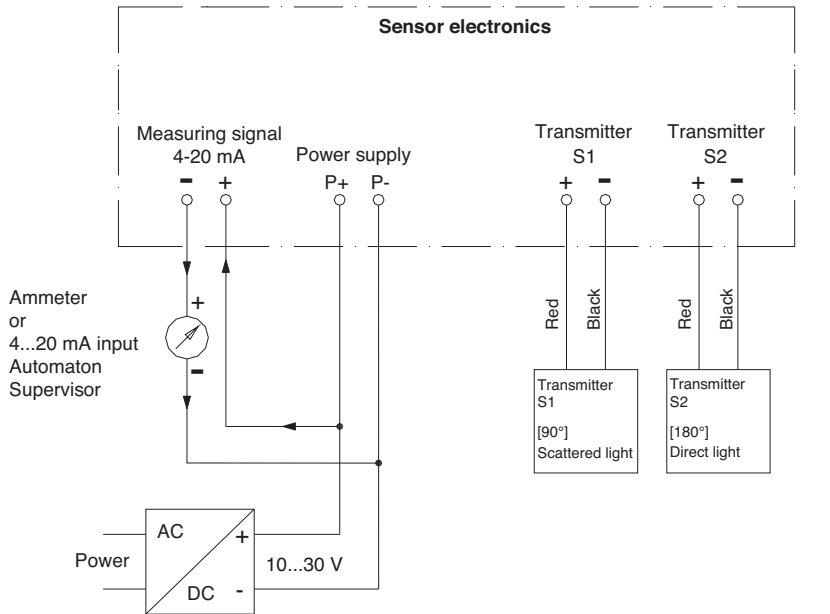 Sensor electronics
Measuring signal
4-20 mA
- +
Power supply
P+ P-
Transmitter
S1
+ -
Transmitter
S2
+ -
Ammeter
or
4...20 mA input
Automaton
Supervisor
+
-
Red
Black
Red
Black
Transmitter
S1
[90°]
Scattered light
Transmitter
S2
[180°]
Direct light
Power
AC
DC
+
-
10...30 V